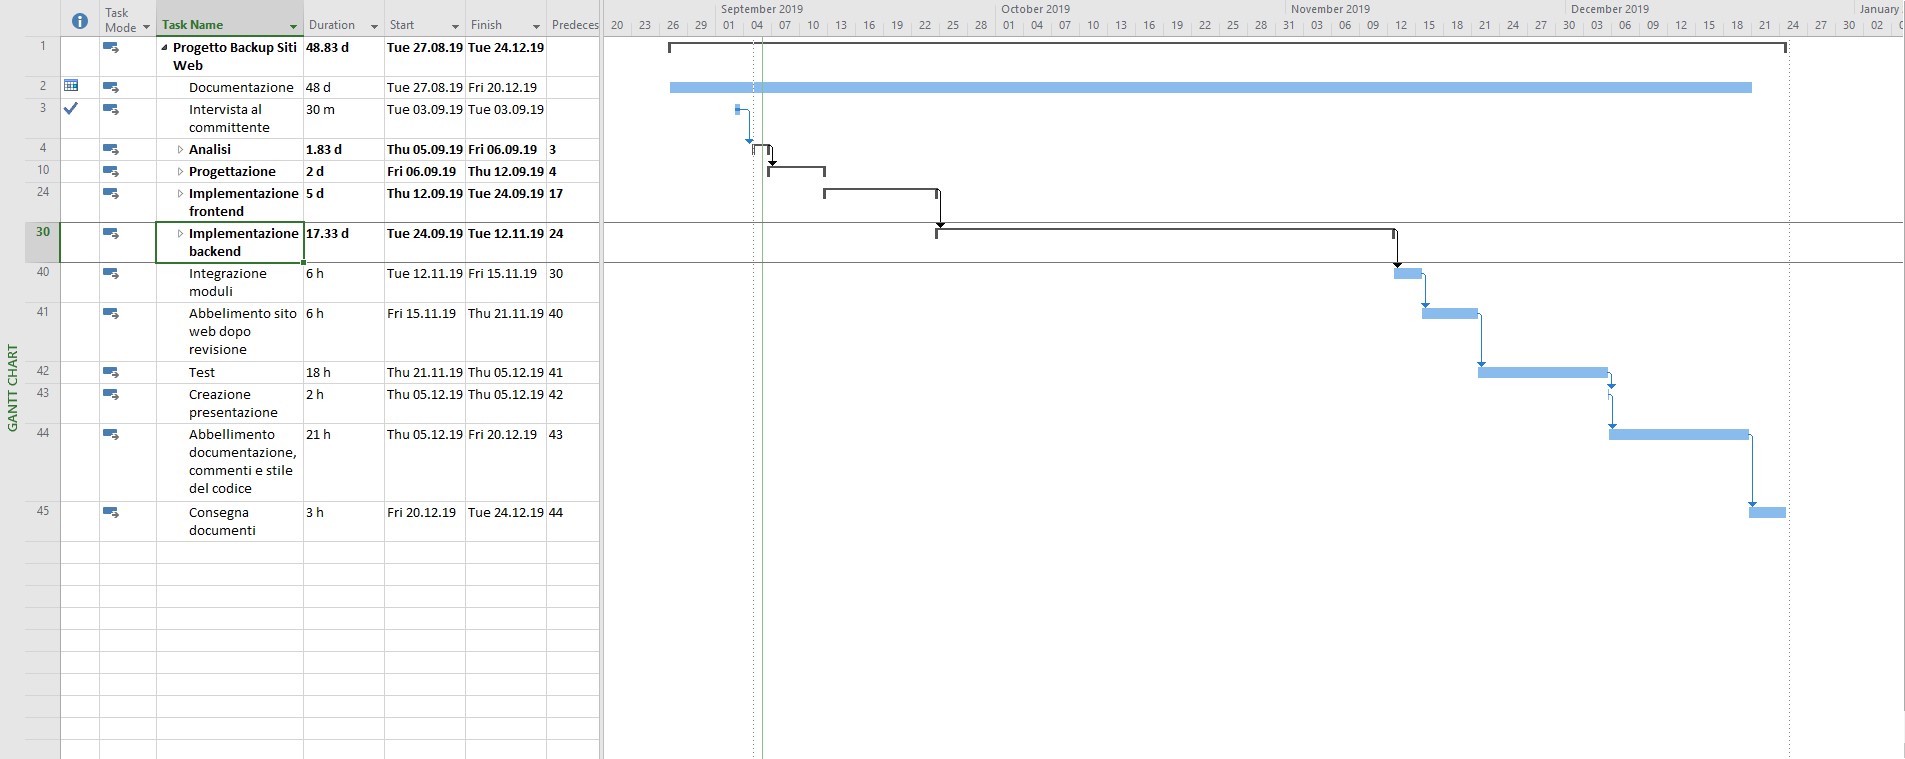 September 2019 October 2019 November 2019 December 2019 January
Task Mode Task Name Duration Start Finish Predeces 20 23 26 29 01 04 07 10 13 16 19 22 25 28 01 04 07 10 13 16 19 22 25 28 31 03 06 09 12 15 18 21 24 27 30 03 06 09 12 15 18 21 24 27 30 02
1 Progetto Backup Siti Web 48.83 d Tue 27.08.19 Tue 24.12.19
2 Documentazione 48 d Tue 27.08.19 Fri 20.12.19
3 Intervista al committente 30 m Tue 03.09.19 Tue 03.09.19
4 Analisi 1.83 d Thu 05.09.19 Fri 06.09.19 3
10 Progettazione 2 d Fri 06.09.19 Thu 12.09.19 4
24 Implementazione frontend 5 d Thu 12.09.19 Tue 24.09.19 17
30 Implementazione backend 17.33 d Tue 24.09.19 Tue 12.11.19 24
40 Integrazione moduli 6 h Tue 12.11.19 Fri 15.11.19 30
41 Abbelimento sito web dopo revisione 6 h Fri 15.11.19 Thu 21.11.19 40
42 Test 18 h Thu 21.11.19 Thu 05.12.19 41
43 Creazione presentazione 2 h Thu 05.12.19 Thu 05.12.19 42
44 Abbellimento documentazione, commenti e stile del codice 21 h Thu 05.12.19 Fri 20.12.19 43
45 Consegna documenti 3 h Fri 20.12.19 Tue 24.12.19 44
GANTT CHART